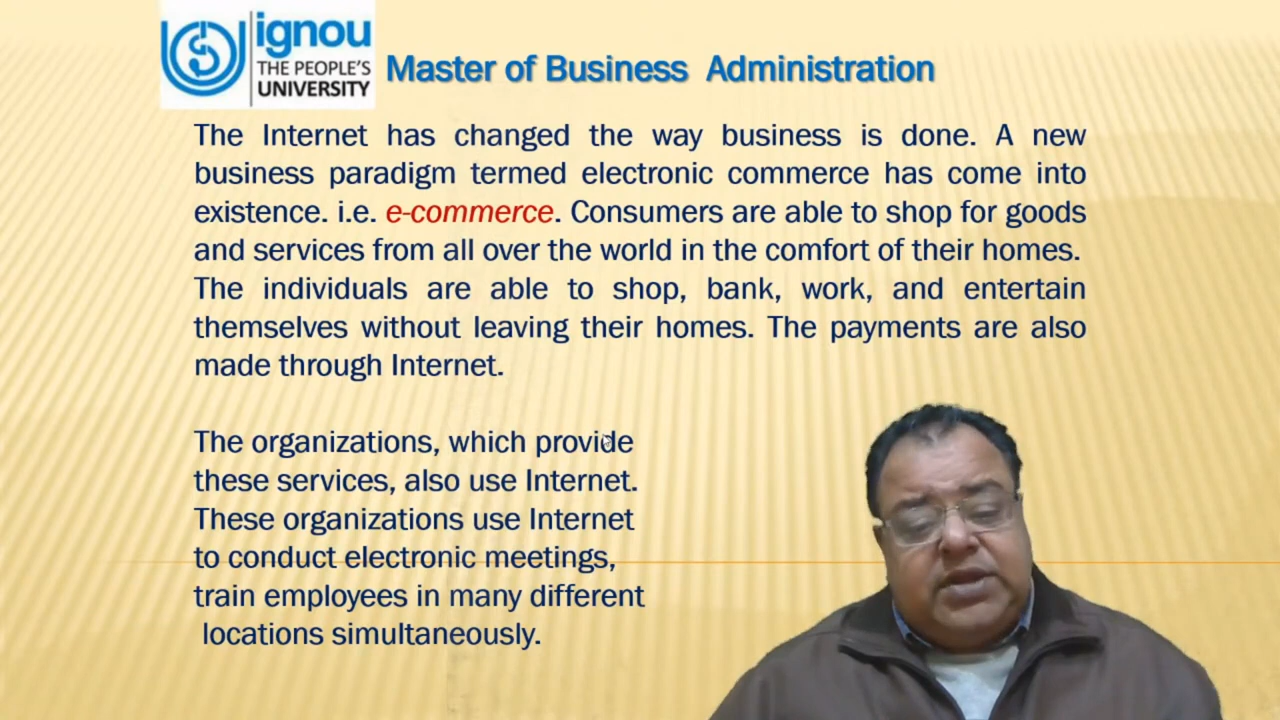 ignou
THE PEOPLE'S
UNIVERSITY
Master of Business Administration
The Internet has changed the way business is done. A new
business paradigm termed electronic commerce has come into
existence. i.e. e-commerce. Consumers are able to shop for goods
and services from all over the world in the comfort of their homes.
The individuals are able to shop, bank, work, and entertain
themselves without leaving their homes. The payments are also
made through Internet.
The organizations, which provide
these services, also use Internet.
These organizations use Internet
to conduct electronic meetings,
train employees in many different
locations simultaneously.